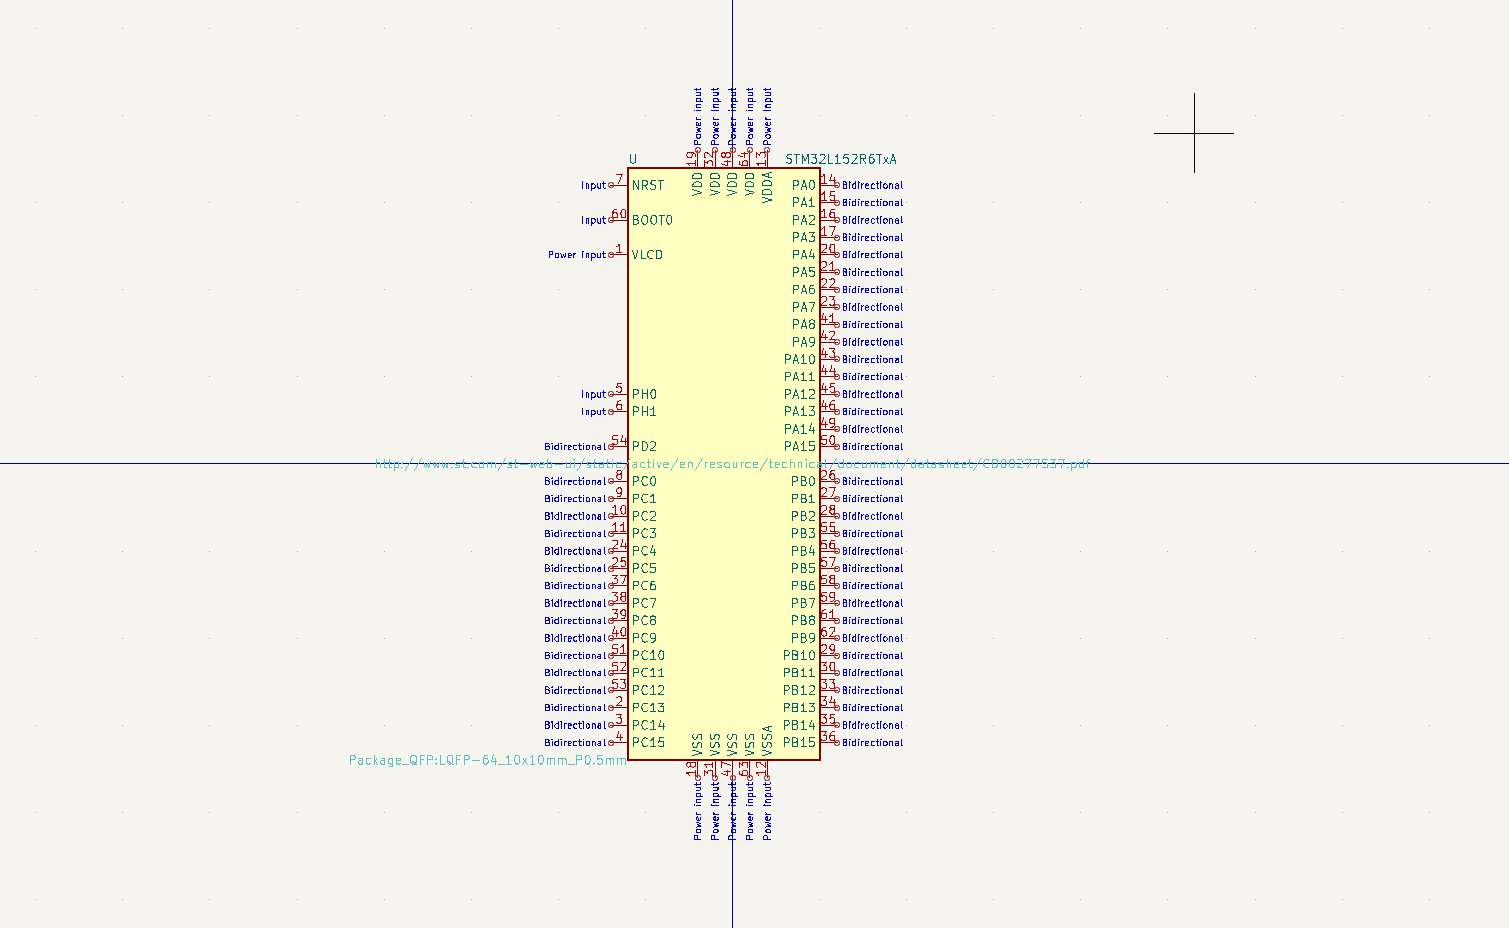 Power Input Power Input Power Input Power Input Power Input
19 32 48 64 13
U STM32L152R6TxA
VDD VDD VDD VDD VDDA
Input 7 NRST PA0 14 Bidirectional
PA1 15 Bidirectional
Input 60 BOOT0 PA2 16 Bidirectional
PA3 17 Bidirectional
Power Input 1 VLCD PA4 20 Bidirectional
PA5 21 Bidirectional
PA6 22 Bidirectional
PA7 23 Bidirectional
PA8 41 Bidirectional
PA9 42 Bidirectional
PA10 43 Bidirectional
PA11 44 Bidirectional
Input 5 PH0 PA12 45 Bidirectional
Input 6 PH1 PA13 46 Bidirectional
PA14 49 Bidirectional
Bidirectional 54 PD2 PA15 50 Bidirectional
http://www.st.com/st-web-ui/static/active/en/resource/technical/document/datasheet/CD00277537.pdf
Bidirectional 8 PC0 PB0 26 Bidirectional
Bidirectional 9 PC1 PB1 27 Bidirectional
Bidirectional 10 PC2 PB2 28 Bidirectional
Bidirectional 11 PC3 PB3 55 Bidirectional
Bidirectional 24 PC4 PB4 56 Bidirectional
Bidirectional 25 PC5 PB5 57 Bidirectional
Bidirectional 37 PC6 PB6 58 Bidirectional
Bidirectional 38 PC7 PB7 59 Bidirectional
Bidirectional 39 PC8 PB8 61 Bidirectional
Bidirectional 40 PC9 PB9 62 Bidirectional
Bidirectional 51 PC10 PB10 29 Bidirectional
Bidirectional 52 PC11 PB11 30 Bidirectional
Bidirectional 53 PC12 PB12 33 Bidirectional
Bidirectional 2 PC13 PB13 34 Bidirectional
Bidirectional 3 PC14 PB14 35 Bidirectional
Bidirectional 4 PC15 PB15 36 Bidirectional
VSS VSS VSS VSS VSSA
Package_QFP:LQFP-64_10x10mm_P0.5mm
18 31 47 63 12
Power Input Power Input Power Input Power Input Power Input